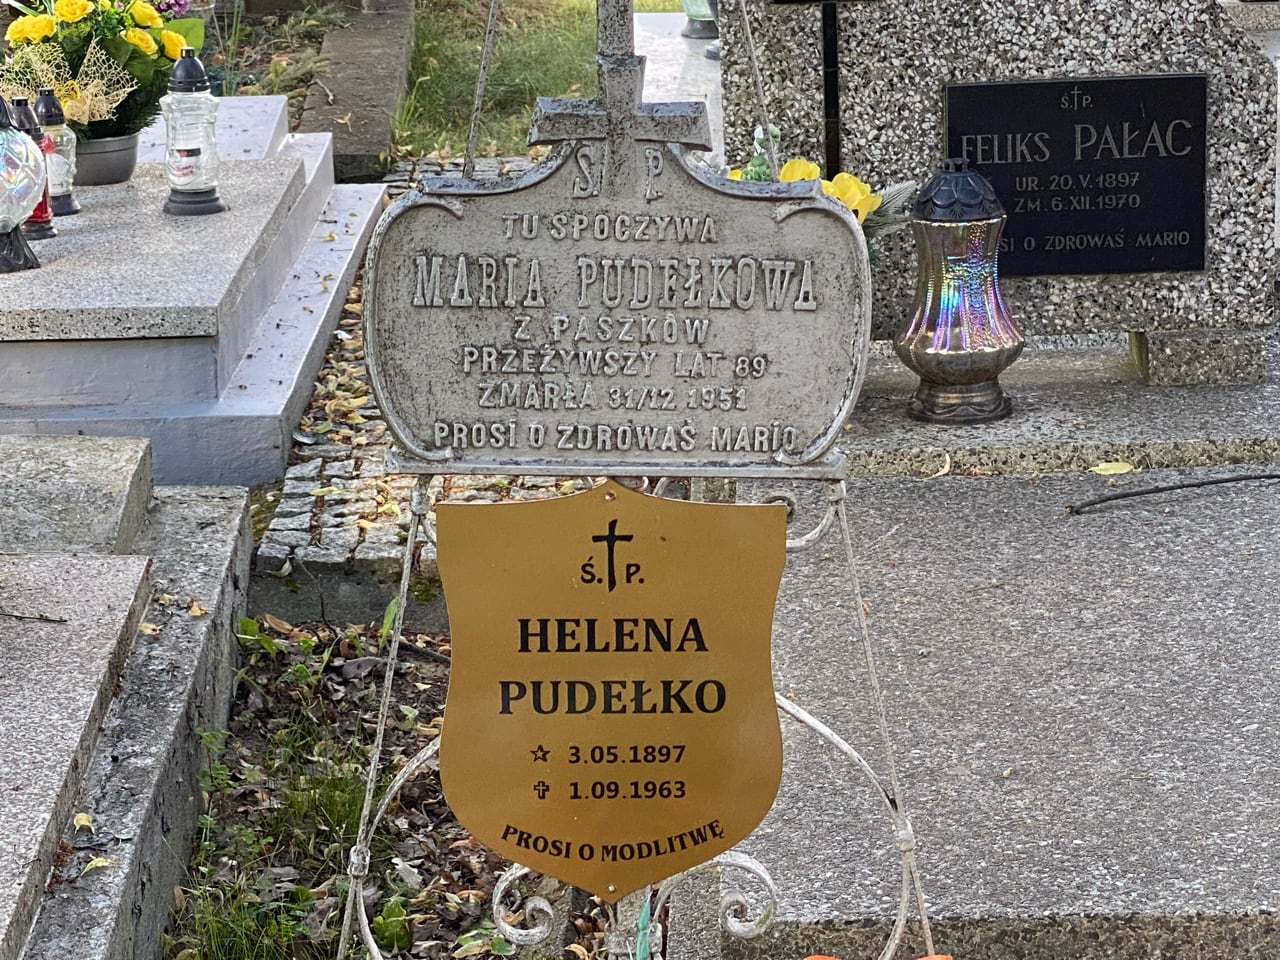 Ś. P.
TU SPOCZYWA
MARIA PUDEŁKOWA
Z PASZKÓW
PRZEŻYWSZY LAT 89
ZMARŁA 31/12 1951
PROSI O ZDROWAŚ MARIO
Ś. P.
HELENA
PUDEŁKO
3.05.1897
1.09.1963
PROSI O MODLITWĘ
Ś.P.
FELIKS PAŁAC
UR. 20.V.1897
ZM. 6.XII.1970
O ZDROWAŚ MARIO